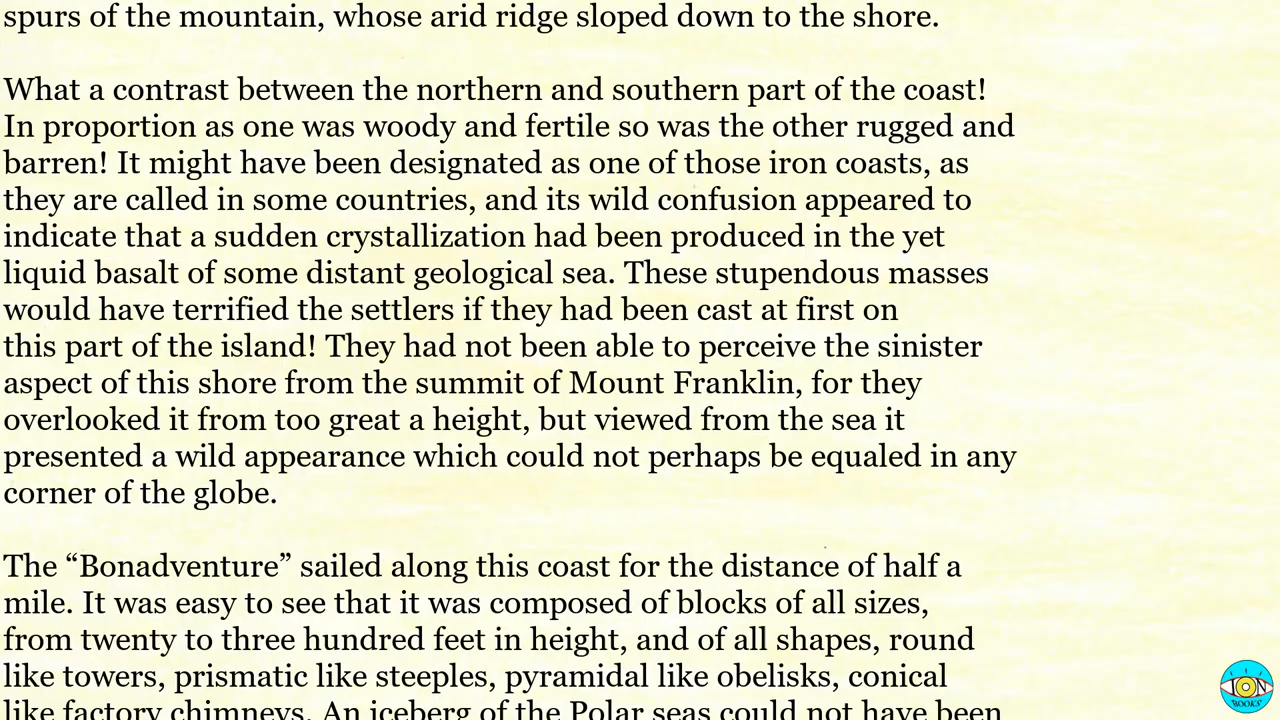 spurs of the mountain, whose arid ridge sloped down to the shore.
What a contrast between the northern and southern part of the coast!
In proportion as one was woody and fertile so was the other rugged and
barren! It might have been designated as one of those iron coasts, as
they are called in some countries, and its wild confusion appeared to
indicate that a sudden crystallization had been produced in the yet
liquid basalt of some distant geological sea. These stupendous masses
would have terrified the settlers if they had been cast at first on
this part of the island! They had not been able to perceive the sinister
aspect of this shore from the summit of Mount Franklin, for they
overlooked it from too great a height, but viewed from the sea it
presented a wild appearance which could not perhaps be equaled in any
corner of the globe.
The “Bonadventure” sailed along this coast for the distance of half a
mile. It was easy to see that it was composed of blocks of all sizes,
from twenty to three hundred feet in height, and of all shapes, round
like towers, prismatic like steeples, pyramidal like obelisks, conical
like factory chimneys. An iceberg of the Polar seas could not have been
ION
BOOKS